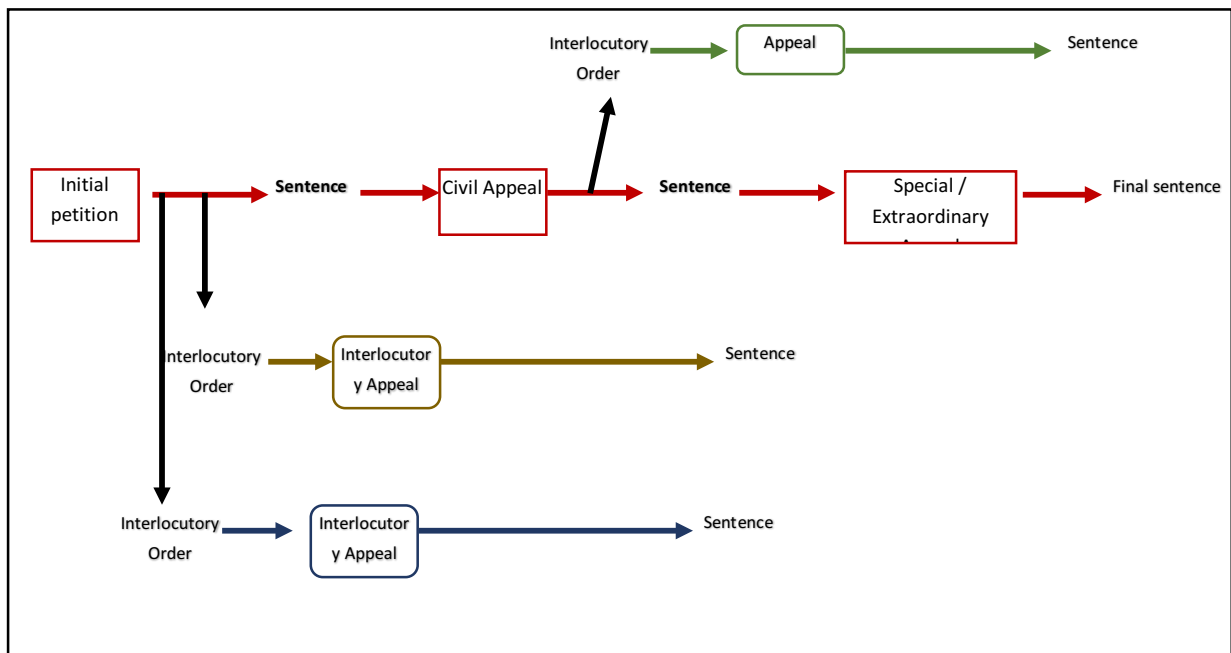 Interlocutory
Order
Appeal
Sentence
Initial
petition
Sentence
Civil Appeal
Sentence
Special /
Extraordinary
Final sentence
Interlocutory
Order
Interlocutor
y Appeal
Sentence
Interlocutory
Order
Interlocutor
y Appeal
Sentence